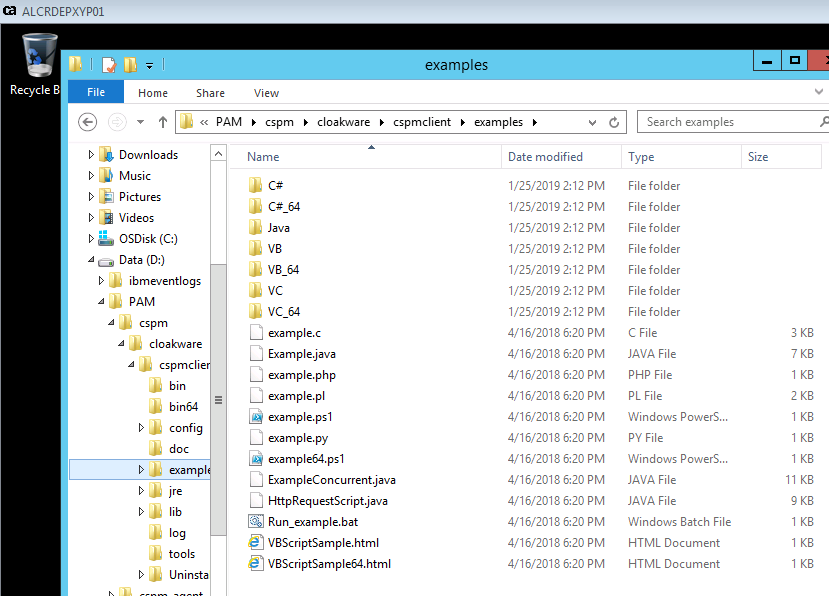 ca ALCRDEPXYP01
Recycle B
examples
File Home Share View
« PAM cspm cloakware cspmclient examples
Search examples
Name Date modified Type Size
Downloads
Music
Pictures
Videos
OSDisk (C:)
Data (D:)
ibmeventlogs
PAM
cspm
cloakware
cspmclier
bin
bin64
config
doc
example
jre
lib
log
tools
Uninsta
cspm_agent
C# 1/25/2019 2:12 PM File folder
C#_64 1/25/2019 2:12 PM File folder
Java 1/25/2019 2:12 PM File folder
VB 1/25/2019 2:12 PM File folder
VB_64 1/25/2019 2:12 PM File folder
VC 1/25/2019 2:12 PM File folder
VC_64 1/25/2019 2:12 PM File folder
example.c 4/16/2018 6:20 PM C File 3 KB
Example.java 4/16/2018 6:20 PM JAVA File 7 KB
example.php 4/16/2018 6:20 PM PHP File 1 KB
example.pl 4/16/2018 6:20 PM PL File 2 KB
example.ps1 4/16/2018 6:20 PM Windows PowerS... 1 KB
example.py 4/16/2018 6:20 PM PY File 1 KB
example64.ps1 4/16/2018 6:20 PM Windows PowerS... 1 KB
ExampleConcurrent.java 4/16/2018 6:20 PM JAVA File 11 KB
HttpRequestScript.java 4/16/2018 6:20 PM JAVA File 9 KB
Run_example.bat 4/16/2018 6:20 PM Windows Batch File 1 KB
VBScriptSample.html 4/16/2018 6:20 PM HTML Document 1 KB
VBScriptSample64.html 4/16/2018 6:20 PM HTML Document 1 KB